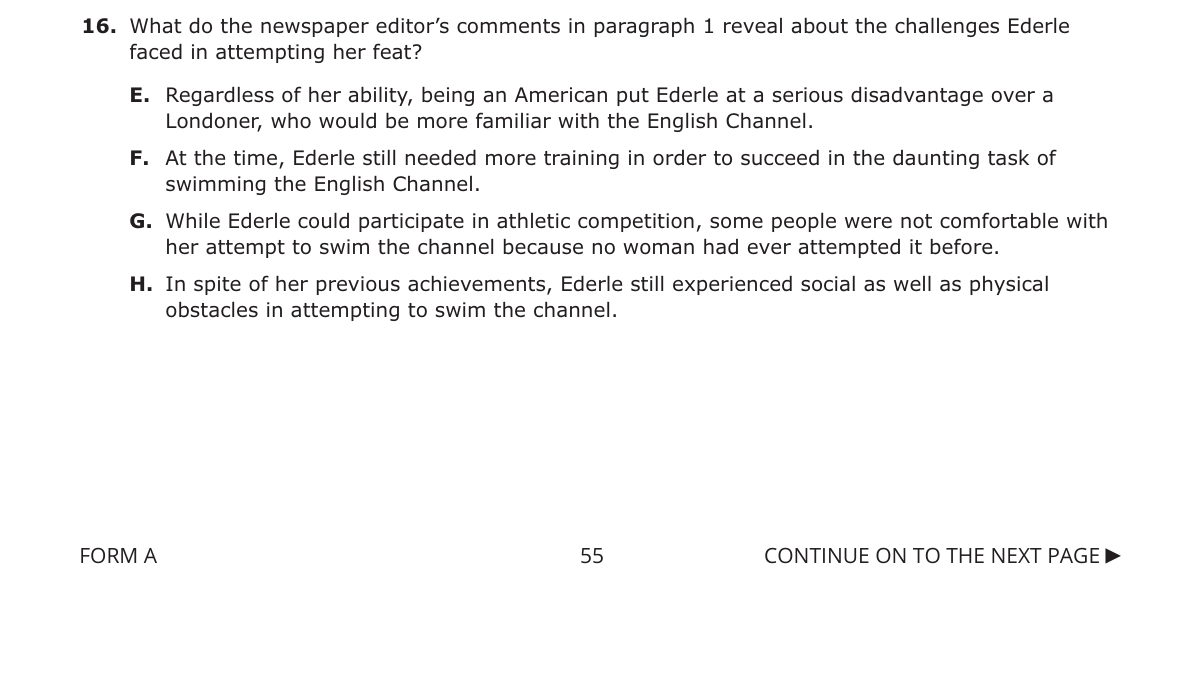 16. What do the newspaper editor’s comments in paragraph 1 reveal about the challenges Ederle
faced in attempting her feat?
E. Regardless of her ability, being an American put Ederle at a serious disadvantage over a
Londoner, who would be more familiar with the English Channel.
F. At the time, Ederle still needed more training in order to succeed in the daunting task of
swimming the English Channel.
G. While Ederle could participate in athletic competition, some people were not comfortable with
her attempt to swim the channel because no woman had ever attempted it before.
H. In spite of her previous achievements, Ederle still experienced social as well as physical
obstacles in attempting to swim the channel.
FORM A 55 CONTINUE ON TO THE NEXT PAGE ►